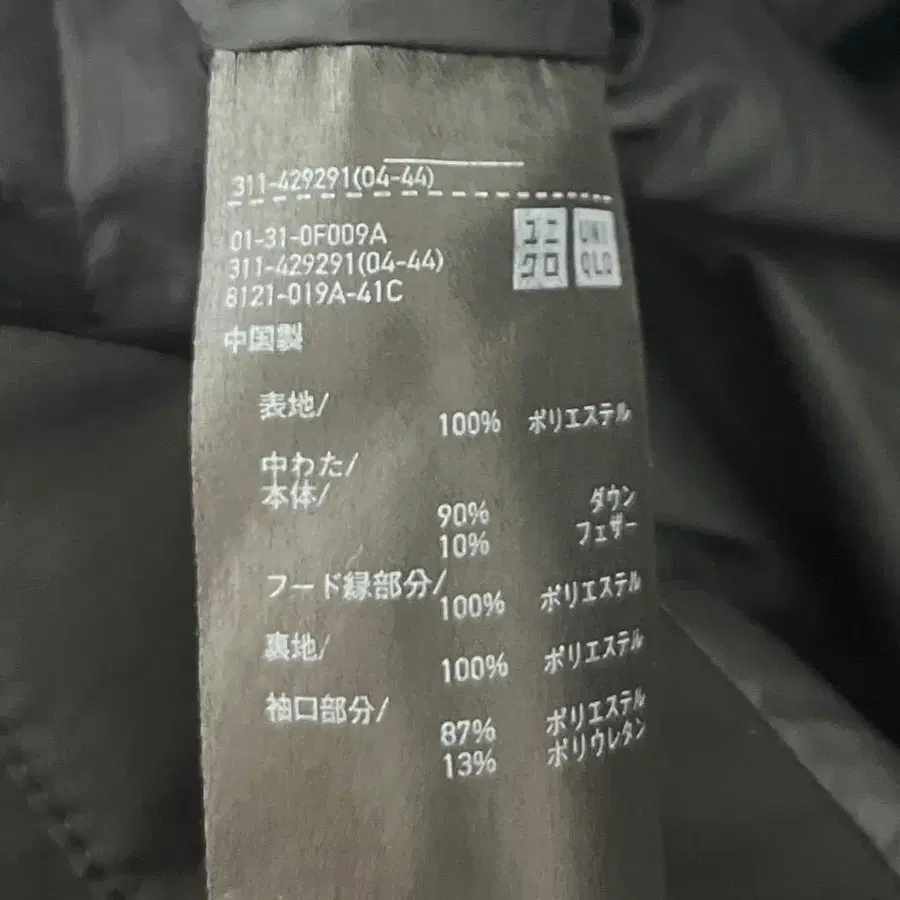 311-429291(04-44)
01-31-0F009A
311-429291(04-44)
8121-019A-41C
ユニ
クロ
UNI
QLO
中国製
表地/
100% ポリエステル
中わた/
本体/
90% ダウン
10% フェザー
フード縁部分/
100% ポリエステル
裏地/
100% ポリエステル
袖口部分/
87% ポリエステル
13% ポリウレタン